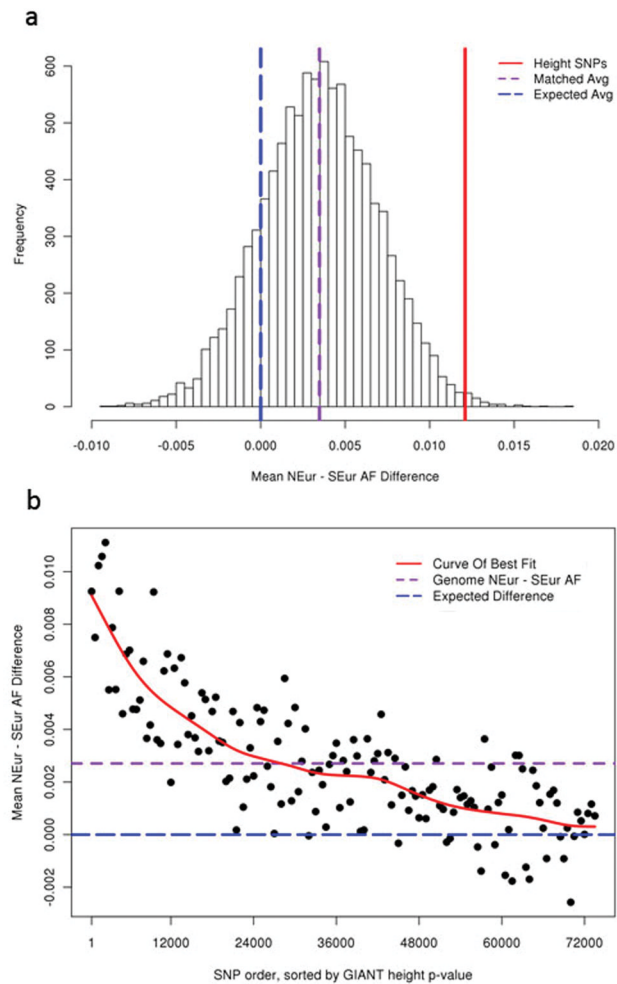 a
Height SNPs
Matched Avg
Expected Avg
Frequency
600
500
400
300
200
100
0
-0.010 -0.005 0.000 0.005 0.010 0.015 0.020
Mean NEur - SEur AF Difference
b
Curve Of Best Fit
Genome NEur - SEur AF
Expected Difference
Mean NEur - SEur AF Difference
0.010
0.008
0.006
0.004
0.002
0.000
-0.002
1 12000 24000 36000 48000 60000 72000
SNP order, sorted by GIANT height p-value